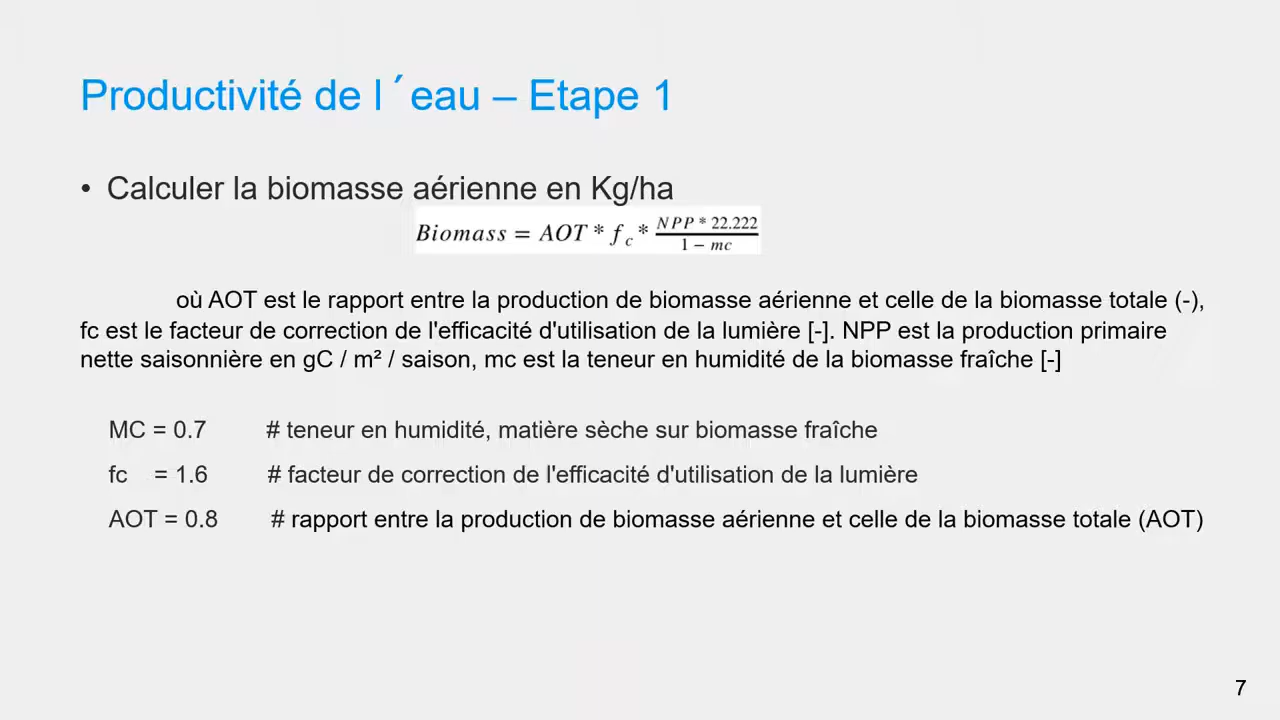 Productivité de l´eau – Etape 1
• Calculer la biomasse aérienne en Kg/ha
Biomass = AOT * f_c * \frac{NPP * 22.222}{1 - mc}
où AOT est le rapport entre la production de biomasse aérienne et celle de la biomasse totale (-),
fc est le facteur de correction de l'efficacité d'utilisation de la lumière [-]. NPP est la production primaire
nette saisonnière en gC / m² / saison, mc est la teneur en humidité de la biomasse fraîche [-]
MC = 0.7 # teneur en humidité, matière sèche sur biomasse fraîche
fc = 1.6 # facteur de correction de l'efficacité d'utilisation de la lumière
AOT = 0.8 # rapport entre la production de biomasse aérienne et celle de la biomasse totale (AOT)
7